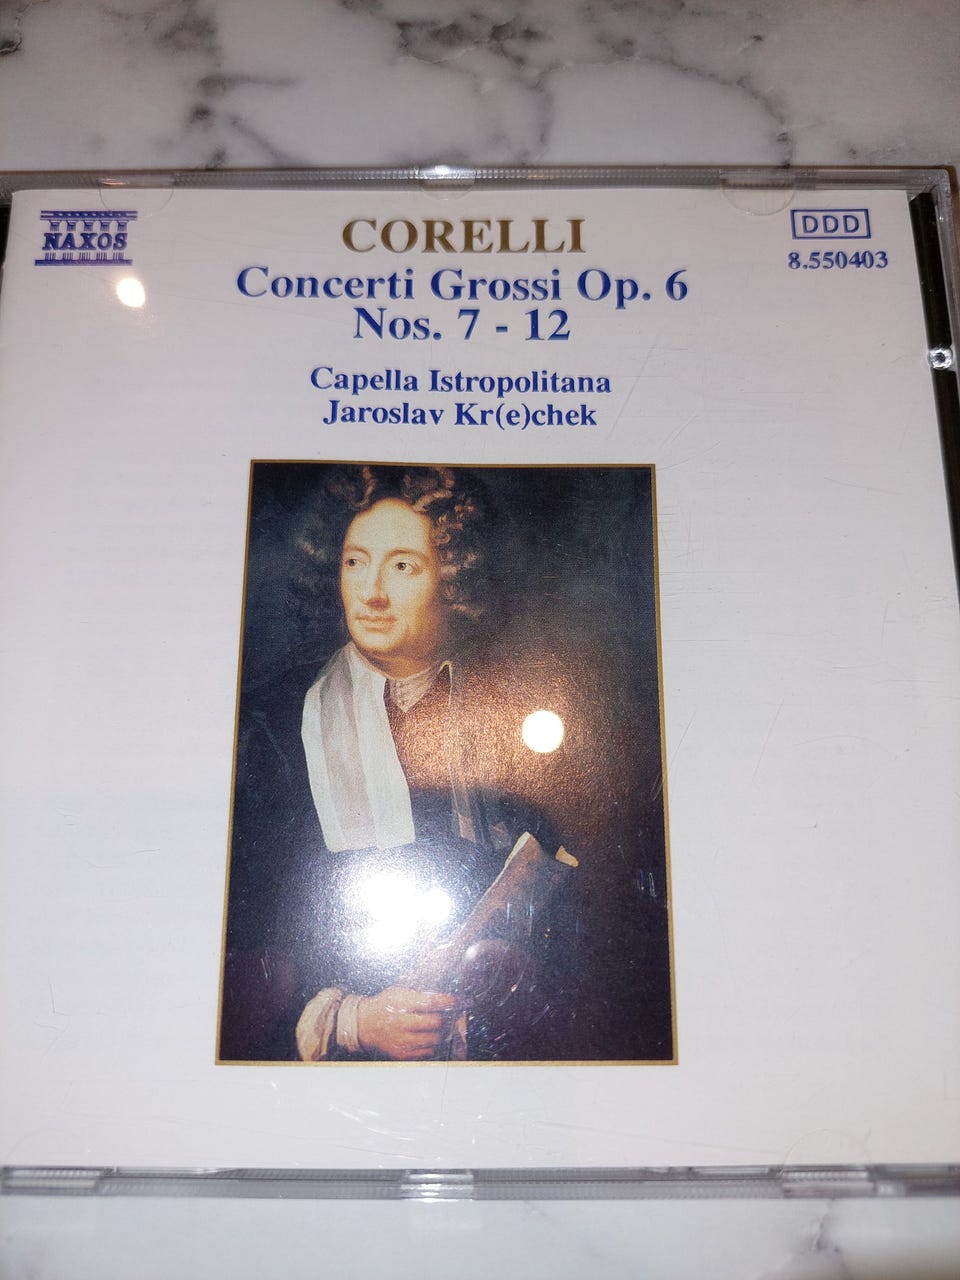 NAXOS
CORELLI
DDD
8.550403
Concerti Grossi Op. 6
Nos. 7 - 12
Capella Istropolitana
Jaroslav Kr(e)chek